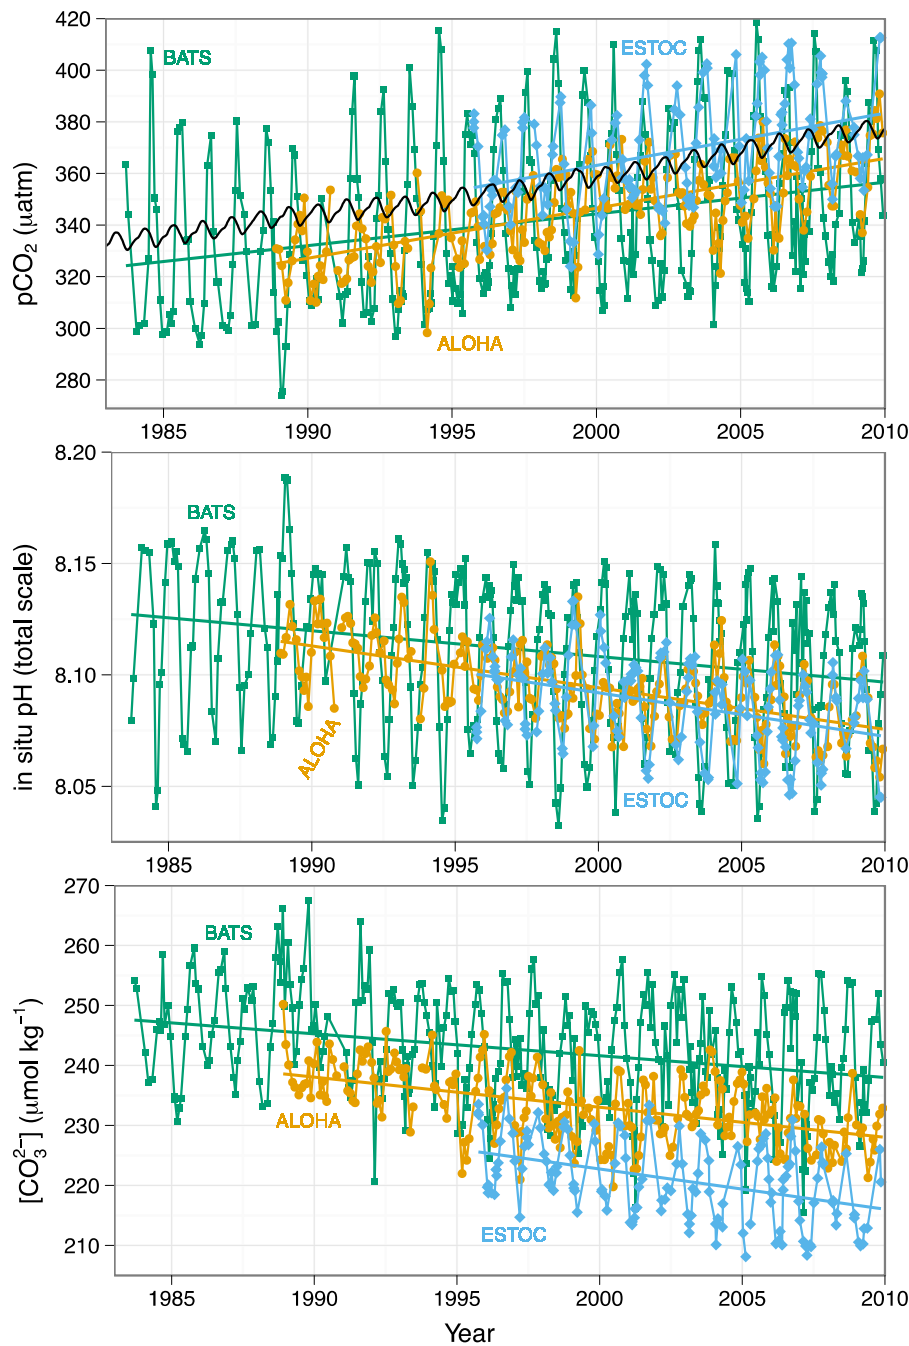 420
400
380
360
340
320
300
280
pCO₂ (μatm)
BATS
ESTOC
ALOHA
1985 1990 1995 2000 2005 2010
8.20
8.15
8.10
8.05
in situ pH (total scale)
BATS
ALOHA
ESTOC
1985 1990 1995 2000 2005 2010
270
260
250
240
230
220
210
[CO₃²⁻] (μmol kg⁻¹)
BATS
ALOHA
ESTOC
1985 1990 1995 2000 2005 2010
Year